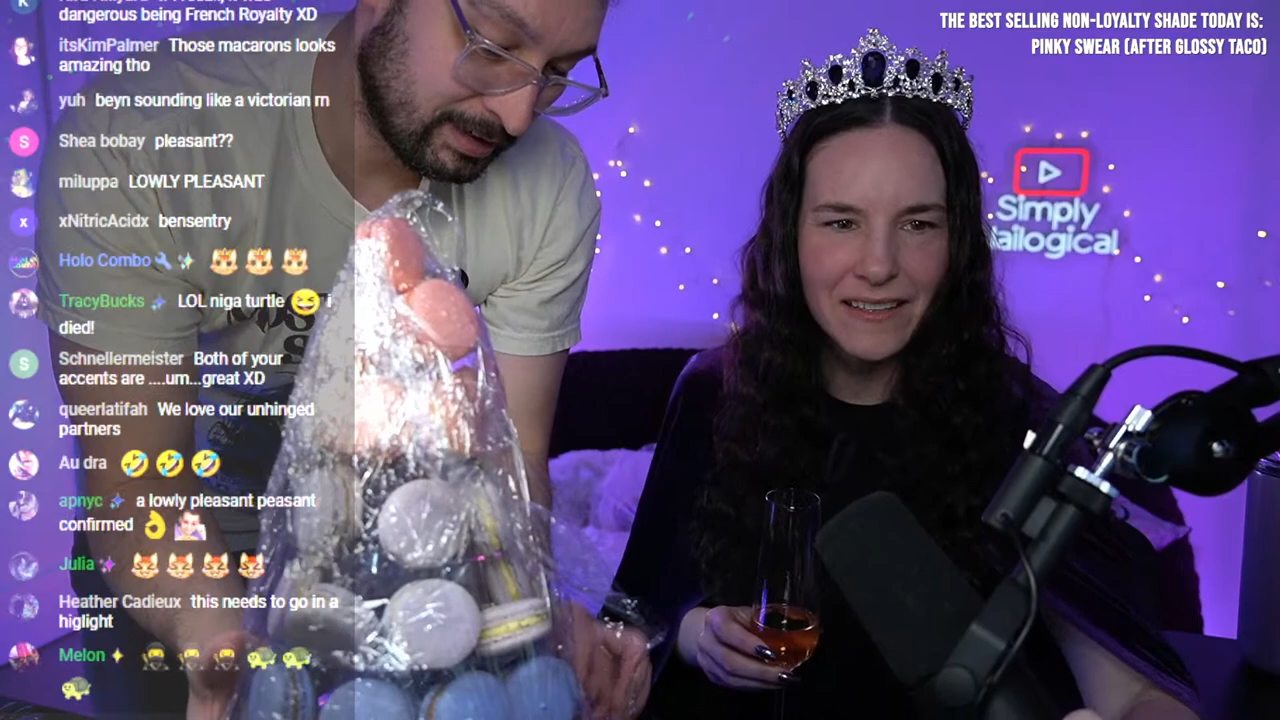 K
dangerous being French Royalty XD
THE BEST SELLING NON-LOYALTY SHADE TODAY IS:
PINKY SWEAR (AFTER GLOSSY TACO)
itsKimPalmer Those macarons looks
amazing tho
yuh beyn sounding like a victorian rn
S
Shea bobay pleasant??
miluppa LOWLY PLEASANT
x
xNitricAcidx bensentry
Holo Combo
TracyBucks LOL niga turtle 😆 i
died!
S
Schnellermeister Both of your
accents are ....um...great XD
queerlatifah We love our unhinged
partners
Au dra 🤣🤣🤣
apnyc a lowly pleasant peasant
confirmed 👌
Julia
Heather Cadieux this needs to go in a
higlight
Melon
Simply
ailogical